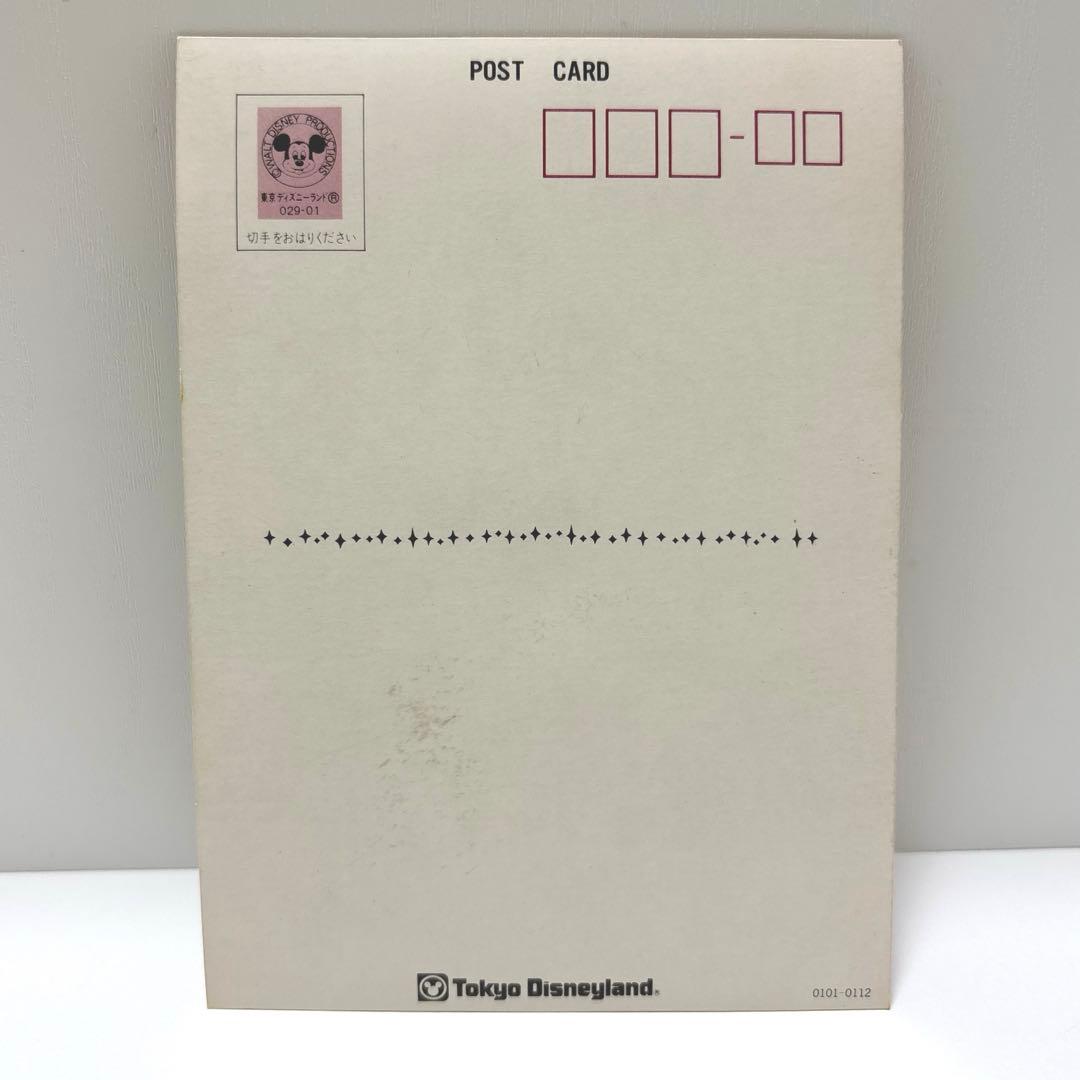 POST CARD
©WALT DISNEY PRODUCTIONS
東京ディズニーランド®
029-01
切手をおはりください
Tokyo Disneyland®
0101-0112